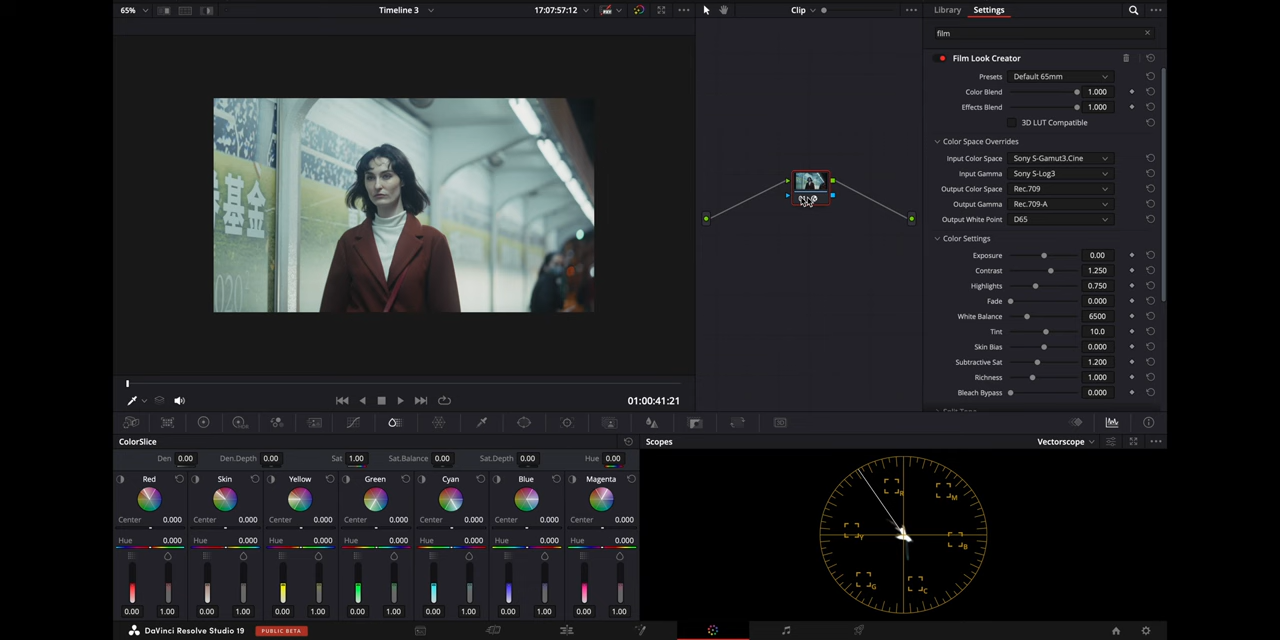 65%
Timeline 3
17:07:57:12
Clip
Library
Settings
film
Film Look Creator
Presets
Default 65mm
Color Blend
1.000
Effects Blend
1.000
3D LUT Compatible
Color Space Overrides
Input Color Space
Sony S-Gamut3.Cine
Input Gamma
Sony S-Log3
Output Color Space
Rec.709
Output Gamma
Rec.709-A
Output White Point
D65
Color Settings
Exposure
0.00
Contrast
1.250
Highlights
0.750
Fade
0.000
White Balance
6500
Tint
10.0
Skin Bias
0.000
Subtractive Sat
1.200
Richness
1.000
Bleach Bypass
0.000
基金
01:00:41:21
ColorSlice
Den 0.00
Den.Depth 0.00
Sat 1.00
Sat.Balance 0.00
Sat.Depth 0.00
Hue 0.00
Red
Skin
Yellow
Green
Cyan
Blue
Magenta
Center 0.000
Center 0.000
Center 0.000
Center 0.000
Center 0.000
Center 0.000
Center 0.000
Hue 0.000
Hue 0.000
Hue 0.000
Hue 0.000
Hue 0.000
Hue 0.000
Hue 0.000
0.00 1.00
0.00 1.00
0.00 1.00
0.00 1.00
0.00 1.00
0.00 1.00
0.00 1.00
Scopes
Vectorscope
R
M
Y
B
G
C
DaVinci Resolve Studio 19
PUBLIC BETA